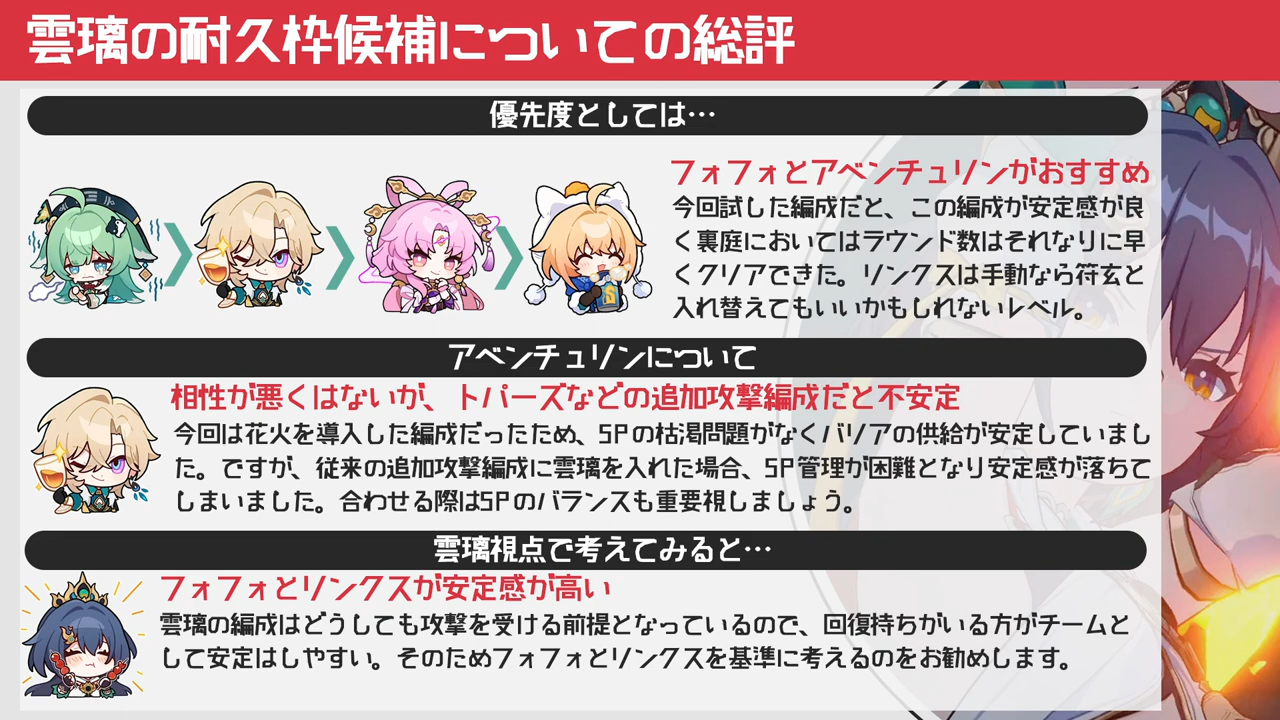 雲璃の耐久枠候補についての総評
優先度としては…
フォフォとアベンチュリンがおすすめ
今回試した編成だと、この編成が安定感が良
く裏庭においてはラウンド数はそれなりに早
くクリアできた。リンクスは手動なら符玄と
入れ替えてもいいかもしれないレベル。
アベンチュリンについて
相性が悪くはないが、トパーズなどの追加攻撃編成だと不安定
今回は花火を導入した編成だったため、SPの枯渇問題がなくバリアの供給が安定していまし
た。ですが、従来の追加攻撃編成に雲璃を入れた場合、SP管理が困難となり安定感が落ちて
しまいました。合わせる際はSPのバランスも重要視しましょう。
雲璃視点で考えてみると…
フォフォとリンクスが安定感が高い
雲璃の編成はどうしても攻撃を受ける前提となっているので、回復持ちがいる方がチームと
して安定はしやすい。そのためフォフォとリンクスを基準に考えるのをお勧めします。